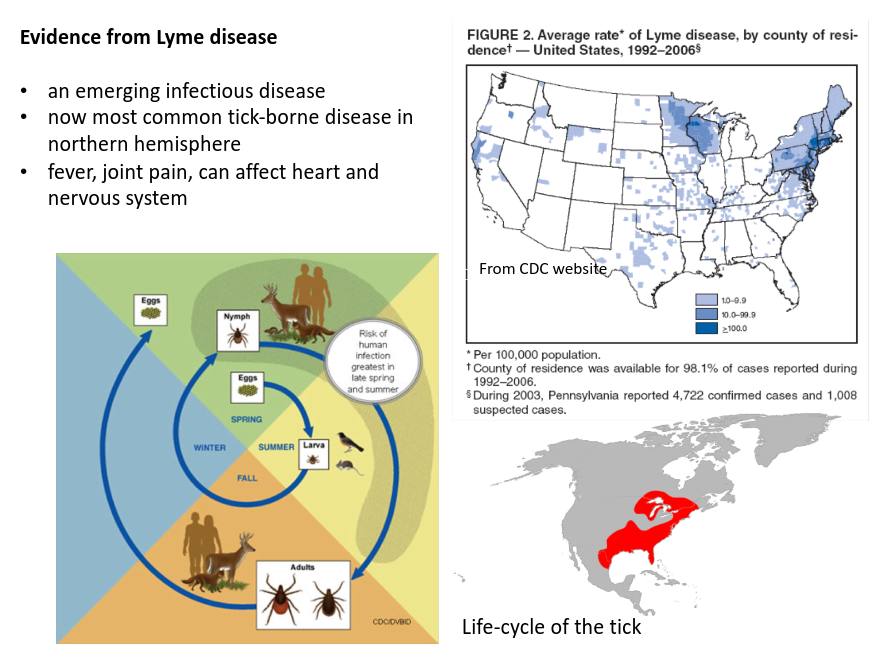 Evidence from Lyme disease
• an emerging infectious disease
• now most common tick-borne disease in
northern hemisphere
• fever, joint pain, can affect heart and
nervous system
FIGURE 2. Average rate* of Lyme disease, by county of resi-
dence† — United States, 1992–2006§
From CDC website
1.0–9.9
10.0–99.9
≥100.0
* Per 100,000 population.
† County of residence was available for 98.1% of cases reported during
1992–2006.
§ During 2003, Pennsylvania reported 4,722 confirmed cases and 1,008
suspected cases.
Eggs
Nymph
Risk of
human
infection
greatest in
late spring
and summer
Eggs
SPRING
WINTER
SUMMER
Larva
FALL
Adults
CDC/DVBID
Life-cycle of the tick